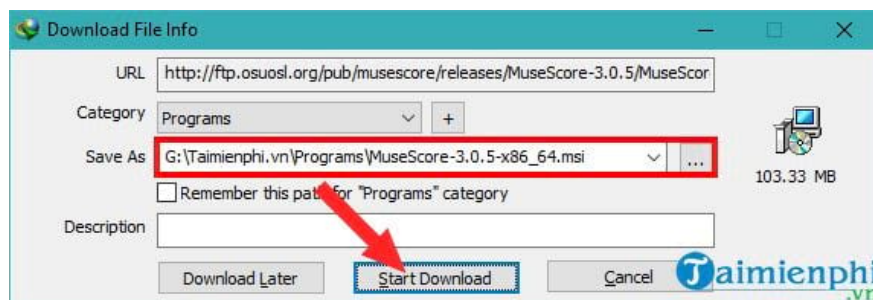 Download File Info
URL http://ftp.osuosl.org/pub/musescore/releases/MuseScore-3.0.5/MuseScor
Category Programs +
Save As G:\Taimienphi.vn\Programs\MuseScore-3.0.5-x86_64.msi ...
103.33 MB
Remember this path for "Programs" category
Description
Download Later Start Download Cancel
Taimienphi
.vn